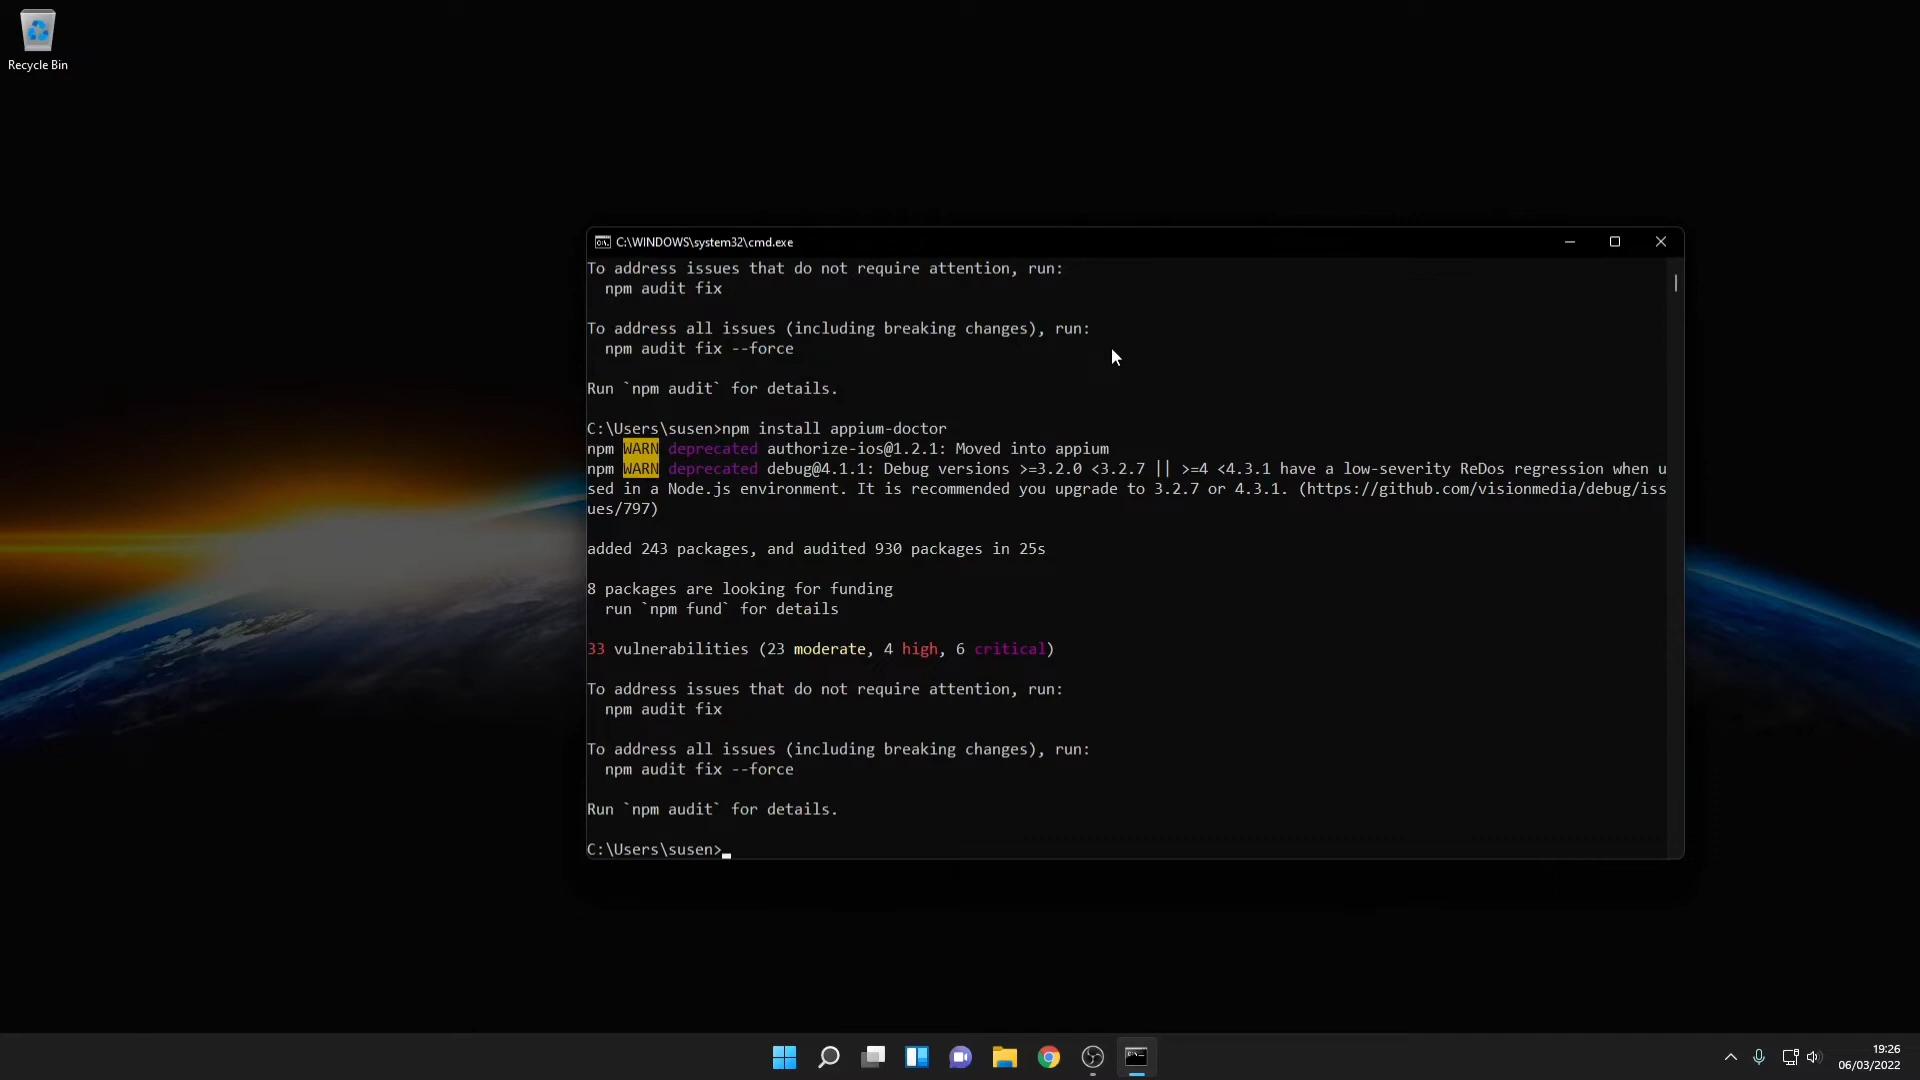 Recycle Bin
C:\WINDOWS\system32\cmd.exe
To address issues that do not require attention, run:
npm audit fix
To address all issues (including breaking changes), run:
npm audit fix --force
Run `npm audit` for details.
C:\Users\susen>npm install appium-doctor
npm WARN deprecated authorize-ios@1.2.1: Moved into appium
npm WARN deprecated debug@4.1.1: Debug versions >=3.2.0 <3.2.7 || >=4 <4.3.1 have a low-severity ReDos regression when u
sed in a Node.js environment. It is recommended you upgrade to 3.2.7 or 4.3.1. (https://github.com/visionmedia/debug/iss
ues/797)
added 243 packages, and audited 930 packages in 25s
8 packages are looking for funding
run `npm fund` for details
33 vulnerabilities (23 moderate, 4 high, 6 critical)
To address issues that do not require attention, run:
npm audit fix
To address all issues (including breaking changes), run:
npm audit fix --force
Run `npm audit` for details.
C:\Users\susen>
19:26
06/03/2022